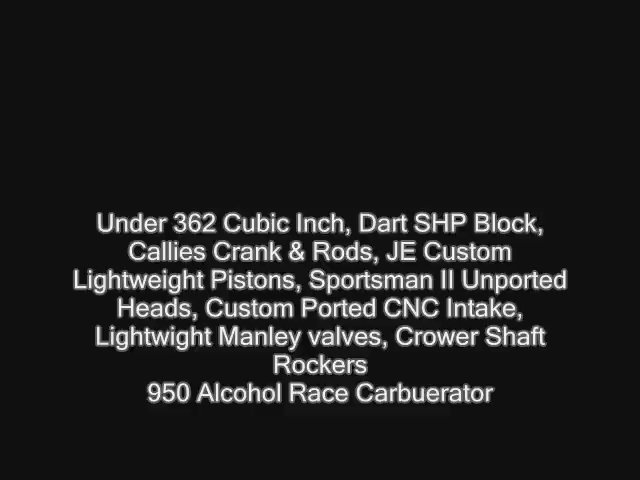 Under 362 Cubic Inch, Dart SHP Block,
Callies Crank & Rods, JE Custom
Lightweight Pistons, Sportsman II Unported
Heads, Custom Ported CNC Intake,
Lightwight Manley valves, Crower Shaft
Rockers
950 Alcohol Race Carbuerator